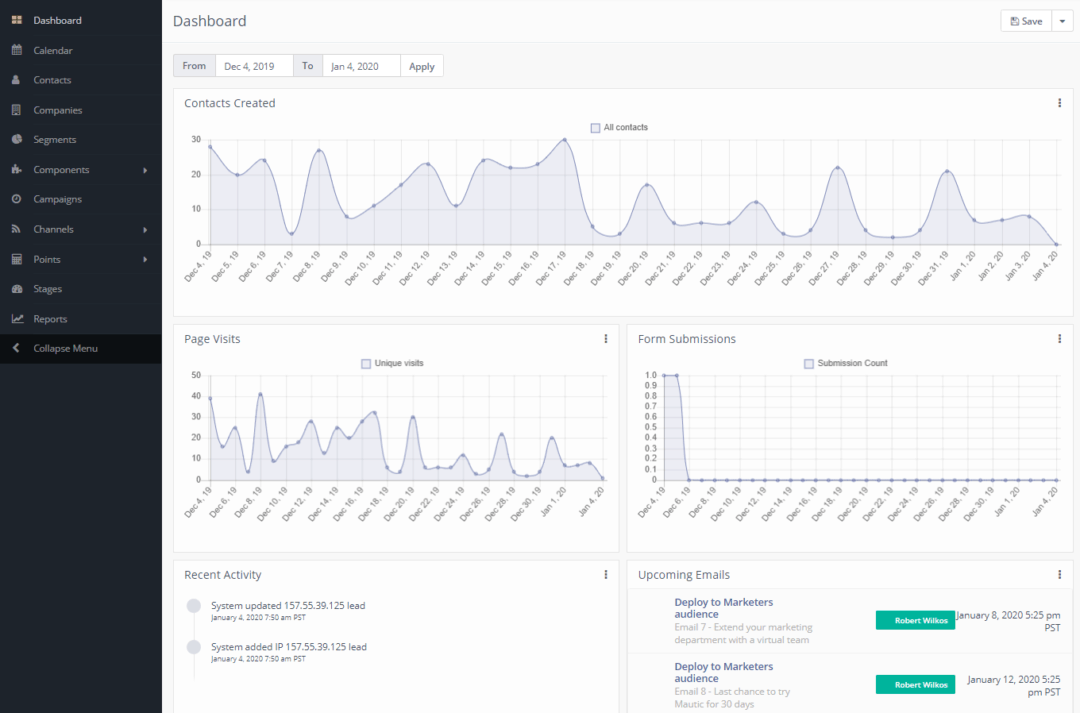 Dashboard
Calendar
Contacts
Companies
Segments
Components
Campaigns
Channels
Points
Stages
Reports
Collapse Menu
Dashboard
Save
From Dec 4, 2019 To Jan 4, 2020 Apply
Contacts Created
All contacts
30
20
10
0
Dec 4, 19 Dec 5, 19 Dec 6, 19 Dec 7, 19 Dec 8, 19 Dec 9, 19 Dec 10, 19 Dec 11, 19 Dec 12, 19 Dec 13, 19 Dec 14, 19 Dec 15, 19 Dec 16, 19 Dec 17, 19 Dec 18, 19 Dec 19, 19 Dec 20, 19 Dec 21, 19 Dec 22, 19 Dec 23, 19 Dec 24, 19 Dec 25, 19 Dec 26, 19 Dec 27, 19 Dec 28, 19 Dec 29, 19 Dec 30, 19 Dec 31, 19 Jan 1, 20 Jan 2, 20 Jan 3, 20 Jan 4, 20
Page Visits
Unique visits
50
40
30
20
10
0
Dec 4, 19 Dec 6, 19 Dec 8, 19 Dec 10, 19 Dec 12, 19 Dec 14, 19 Dec 16, 19 Dec 18, 19 Dec 20, 19 Dec 22, 19 Dec 24, 19 Dec 26, 19 Dec 28, 19 Dec 30, 19 Jan 1, 20 Jan 4, 20
Form Submissions
Submission Count
1.0
0.9
0.8
0.7
0.6
0.5
0.4
0.3
0.2
0.1
0
Dec 4, 19 Dec 6, 19 Dec 8, 19 Dec 10, 19 Dec 12, 19 Dec 14, 19 Dec 16, 19 Dec 18, 19 Dec 20, 19 Dec 22, 19 Dec 24, 19 Dec 26, 19 Dec 28, 19 Dec 30, 19 Jan 1, 20 Jan 4, 20
Recent Activity
System updated 157.55.39.125 lead
January 4, 2020 7:50 am PST
System added IP 157.55.39.125 lead
January 4, 2020 7:50 am PST
Upcoming Emails
Deploy to Marketers
audience
Email 7 - Extend your marketing
department with a virtual team
Robert Wilkos
January 8, 2020 5:25 pm
PST
Deploy to Marketers
audience
Email 8 - Last chance to try
Mautic for 30 days
Robert Wilkos
January 12, 2020 5:25
pm PST